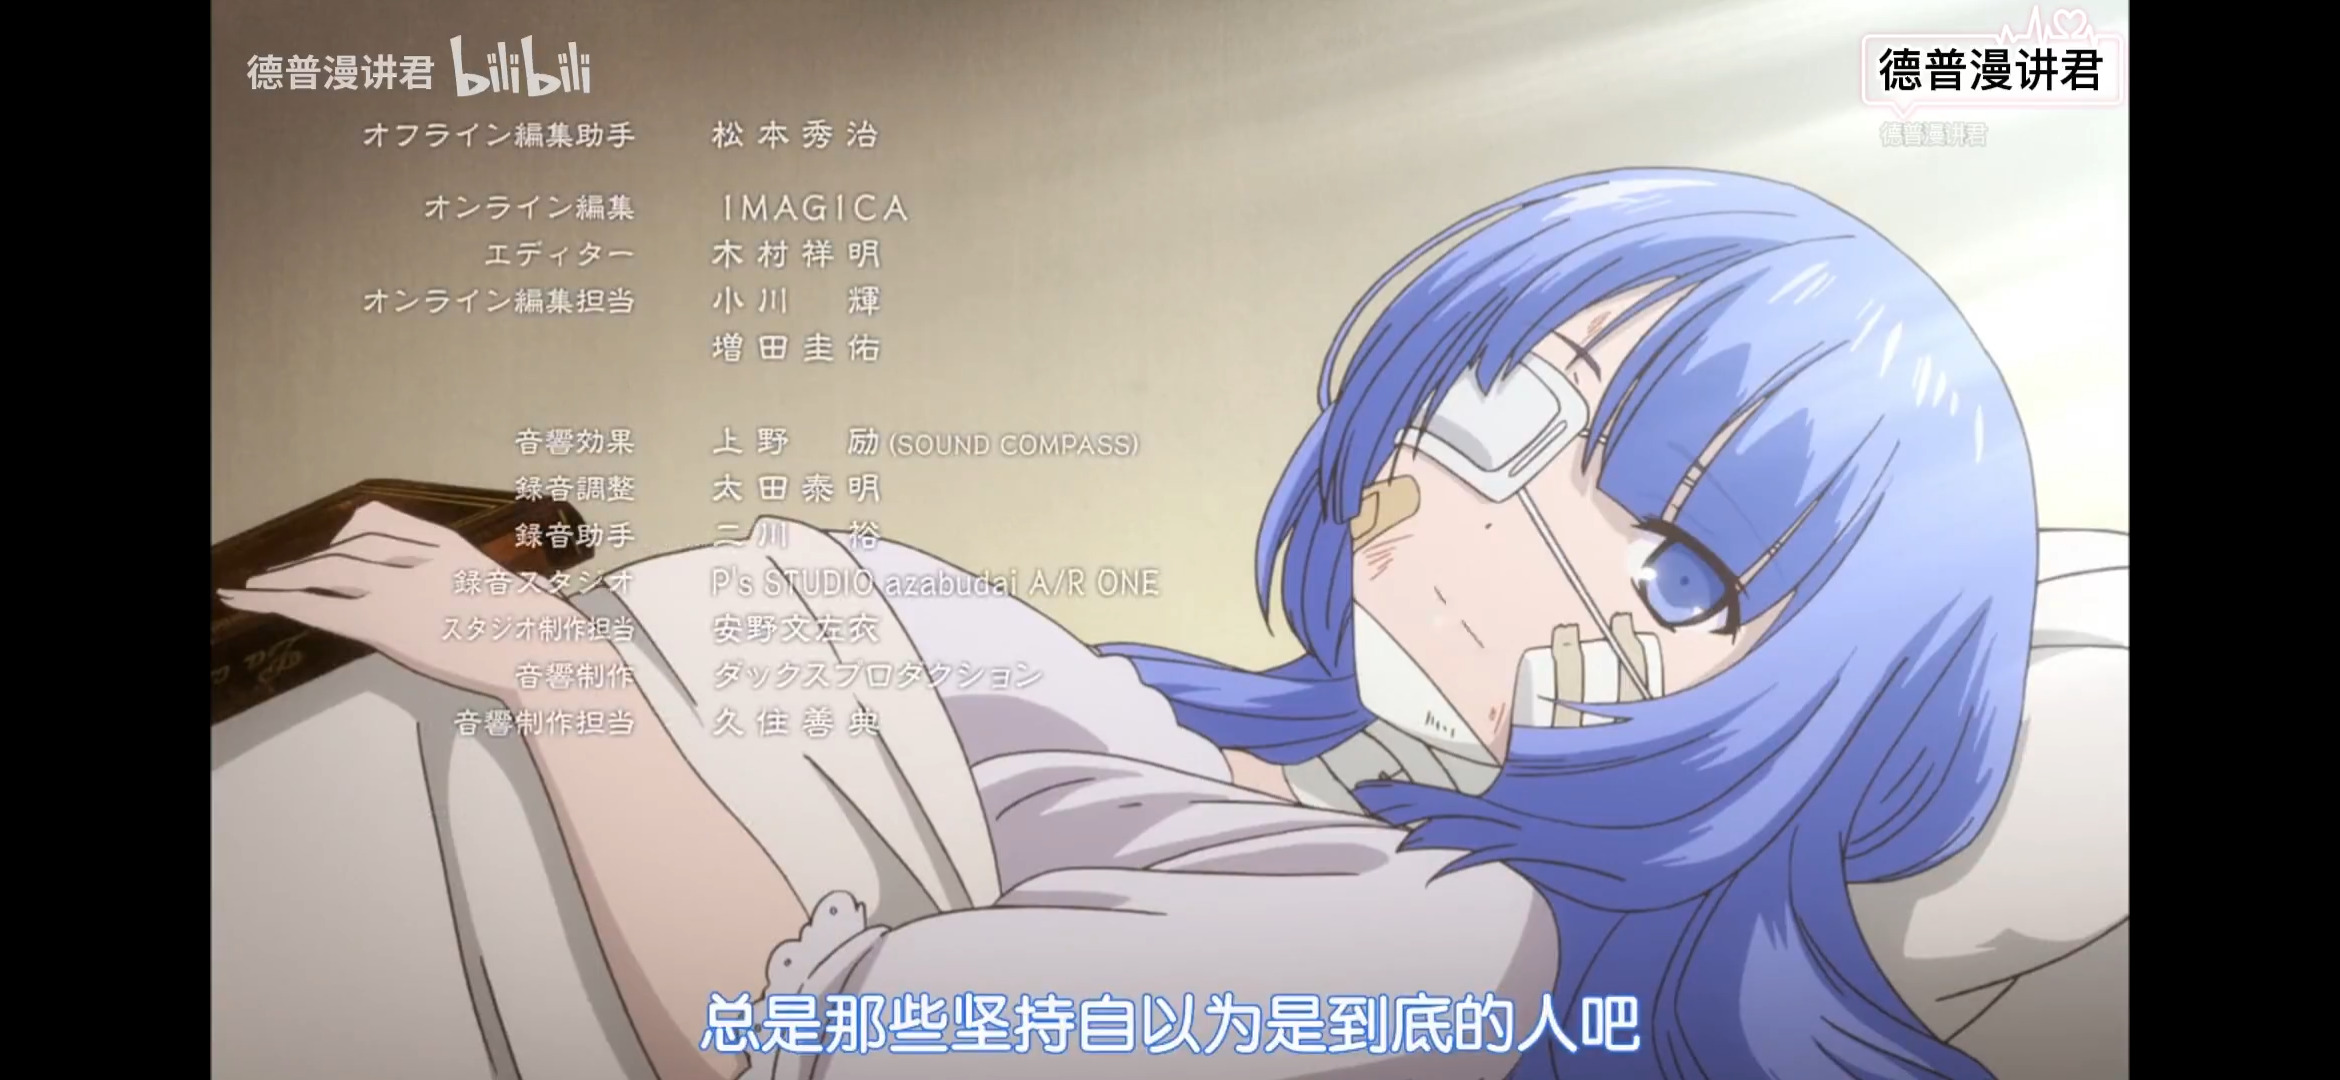 德普漫讲君 bilibili
德普漫讲君
德普漫讲君
オフライン編集助手 松本秀治
オンライン編集 IMAGICA
エディター 木村祥明
オンライン編集担当 小川 輝
増田圭佑
音響効果 上野 励(SOUND COMPASS)
録音調整 太田泰明
録音助手 三川 裕
録音スタジオ P's STUDIO azabudai A/R ONE
スタジオ制作担当 安野文左衣
音響制作 ダックスプロダクション
音響制作担当 久住善典
总是那些坚持自以为是到底的人吧